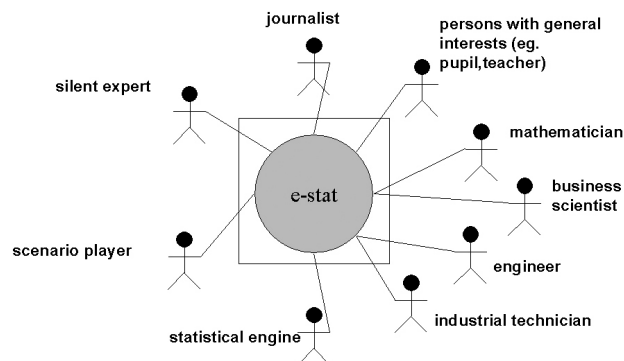 journalist
persons with general
interests (eg.
pupil,teacher)
silent expert
mathematician
e-stat
business
scientist
scenario player
engineer
industrial technician
statistical engine